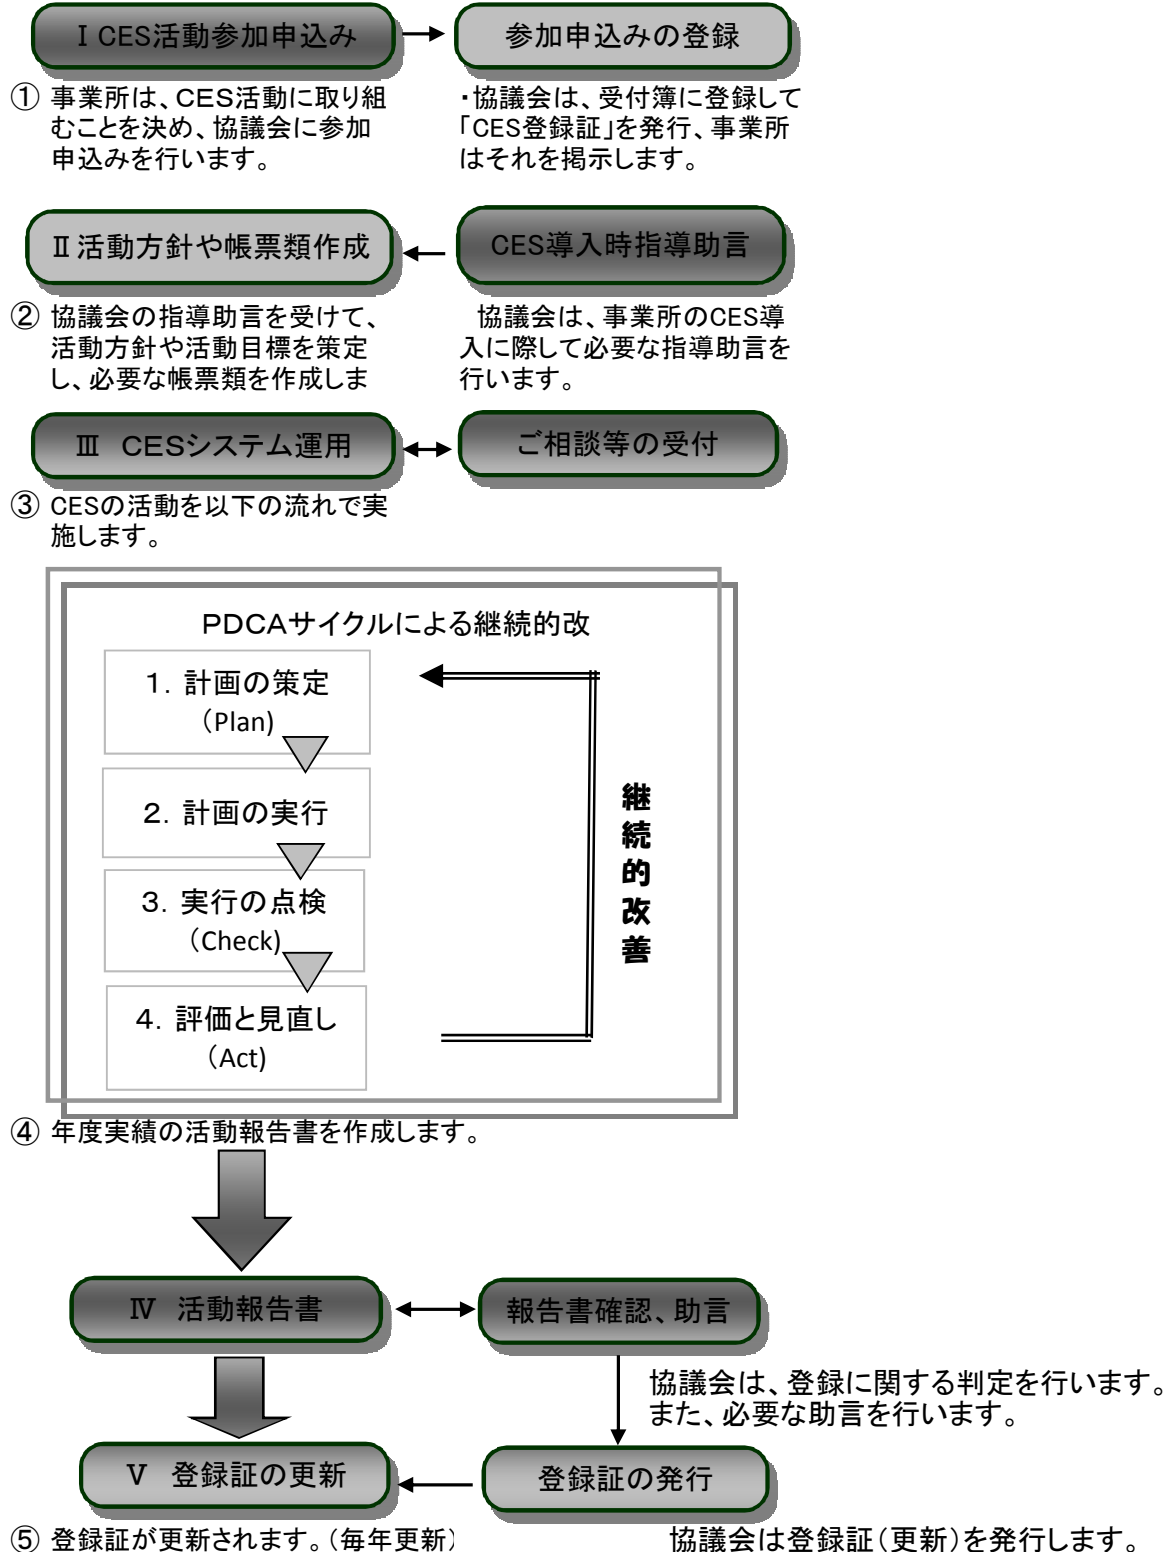 Ⅰ CES活動参加申込み
参加申込みの登録
① 事業所は、CES活動に取り組
むことを決め、協議会に参加
申込みを行います。
・協議会は、受付簿に登録して
「CES登録証」を発行、事業所
はそれを掲示します。
Ⅱ 活動方針や帳票類作成
CES導入時指導助言
② 協議会の指導助言を受けて、
活動方針や活動目標を策定
し、必要な帳票類を作成しま
協議会は、事業所のCES導
入に際して必要な指導助言を
行います。
Ⅲ CESシステム運用
ご相談等の受付
③ CESの活動を以下の流れで実
施します。
PDCAサイクルによる継続的改
1. 計画の策定
(Plan)
2. 計画の実行
3. 実行の点検
(Check)
4. 評価と見直し
(Act)
継続的改善
④ 年度実績の活動報告書を作成します。
Ⅳ 活動報告書
報告書確認、助言
協議会は、登録に関する判定を行います。
また、必要な助言を行います。
Ⅴ 登録証の更新
登録証の発行
⑤ 登録証が更新されます。(毎年更新)
協議会は登録証(更新)を発行します。